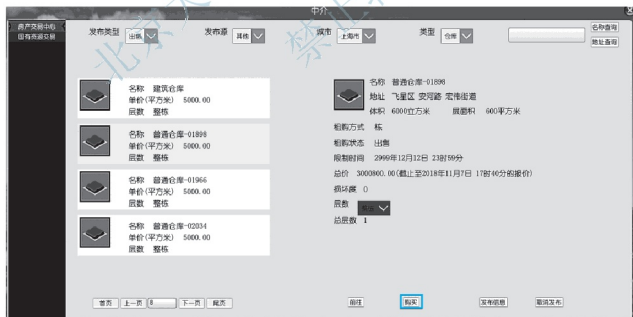 中介
房产交易中心
国有资源交易
发布类型 出售 发布源 其他 城市 上海市 类型 仓库 名称查询
地址查询
名称 建筑仓库
单价(平方米) 5000.00
层数 整栋
名称 普通仓库-01898
单价(平方米) 5000.00
层数 整栋
名称 普通仓库-01966
单价(平方米) 5000.00
层数 整栋
名称 普通仓库-02034
单价(平方米) 5000.00
层数 整栋
首页 上一页 8 下一页 尾页
名称 普通仓库-01898
地址 飞星区 安河路 宏伟街道
体积 6000立方米 层面积 600平方米
租购方式 栋
租购状态 出售
限制时间 2999年12月12日 23时59分
总价 3000800.00(截止至2018年11月7日 17时40分的报价)
损坏度 0
层数
总层数 1
前往 购买 发布信息 取消发布